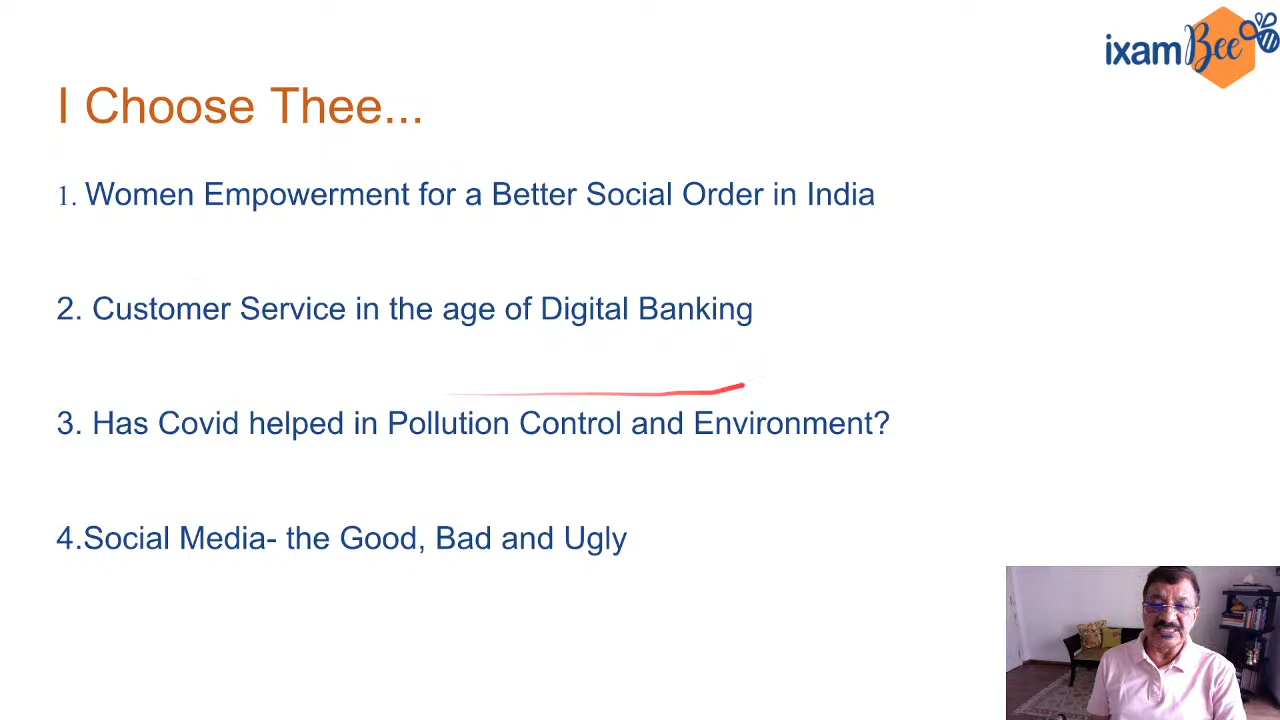 ixamBee
I Choose Thee...
1. Women Empowerment for a Better Social Order in India
2. Customer Service in the age of Digital Banking
3. Has Covid helped in Pollution Control and Environment?
4.Social Media- the Good, Bad and Ugly